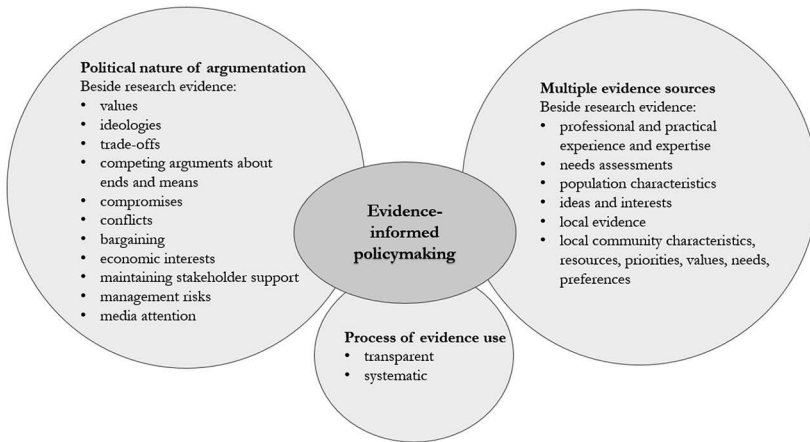 Political nature of argumentation
Beside research evidence:
• values
• ideologies
• trade-offs
• competing arguments about
ends and means
• compromises
• conflicts
• bargaining
• economic interests
• maintaining stakeholder support
• management risks
• media attention
Evidence-
informed
policymaking
Multiple evidence sources
Beside research evidence:
• professional and practical
experience and expertise
• needs assessments
• population characteristics
• ideas and interests
• local evidence
• local community characteristics,
resources, priorities, values, needs,
preferences
Process of evidence use
• transparent
• systematic